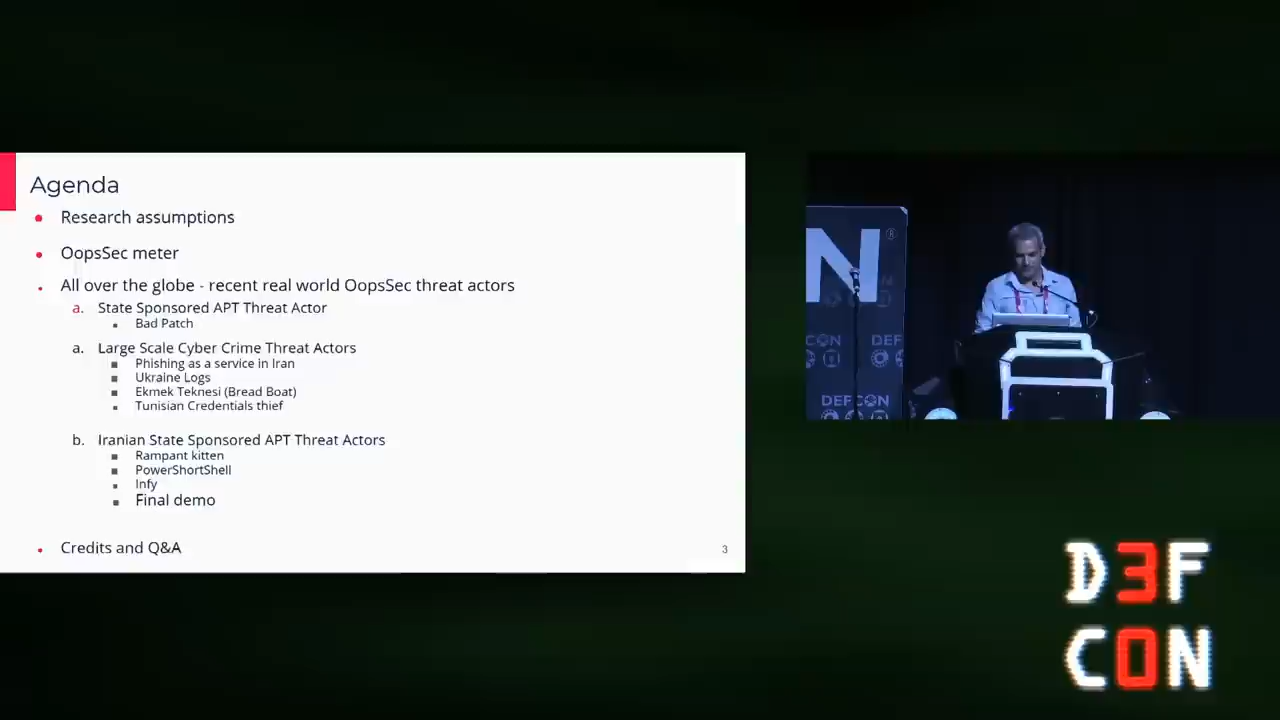 Agenda
• Research assumptions
• OopsSec meter
• All over the globe - recent real world OopsSec threat actors
a. State Sponsored APT Threat Actor
▪ Bad Patch
a. Large Scale Cyber Crime Threat Actors
▪ Phishing as a service in Iran
▪ Ukraine Logs
▪ Ekmek Teknesi (Bread Boat)
▪ Tunisian Credentials thief
b. Iranian State Sponsored APT Threat Actors
▪ Rampant kitten
▪ PowerShortShell
▪ Infy
▪ Final demo
• Credits and Q&A
3
N®
CON
DEF
DEFCON
D3F
C0N